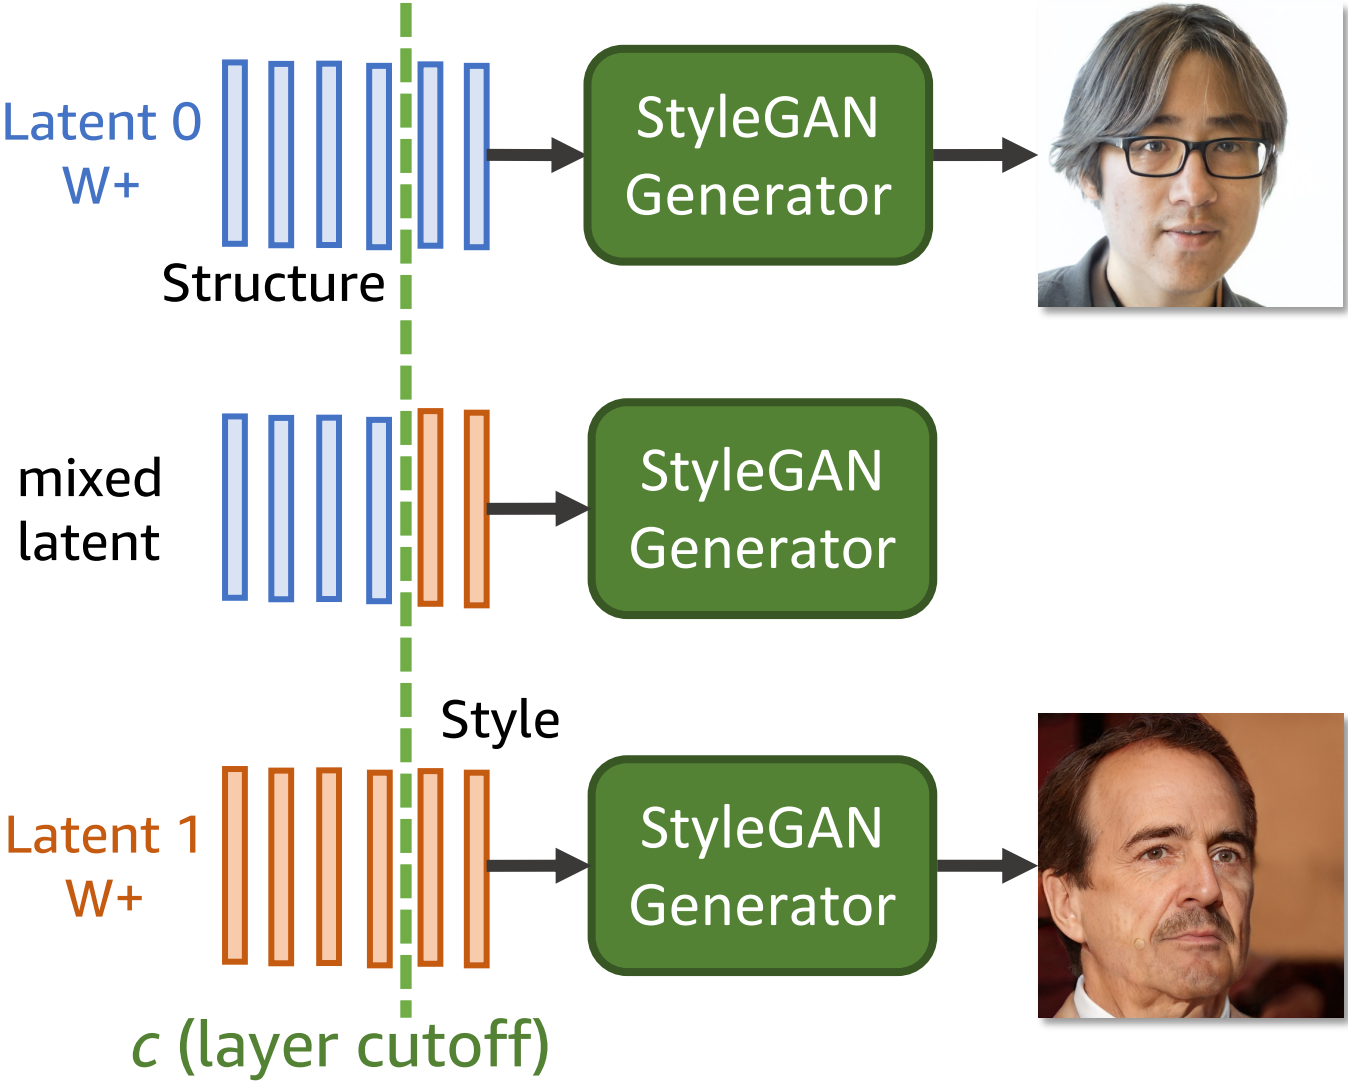 Latent 0
W+
StyleGAN
Generator
Structure
mixed
latent
StyleGAN
Generator
Style
Latent 1
W+
StyleGAN
Generator
c (layer cutoff)